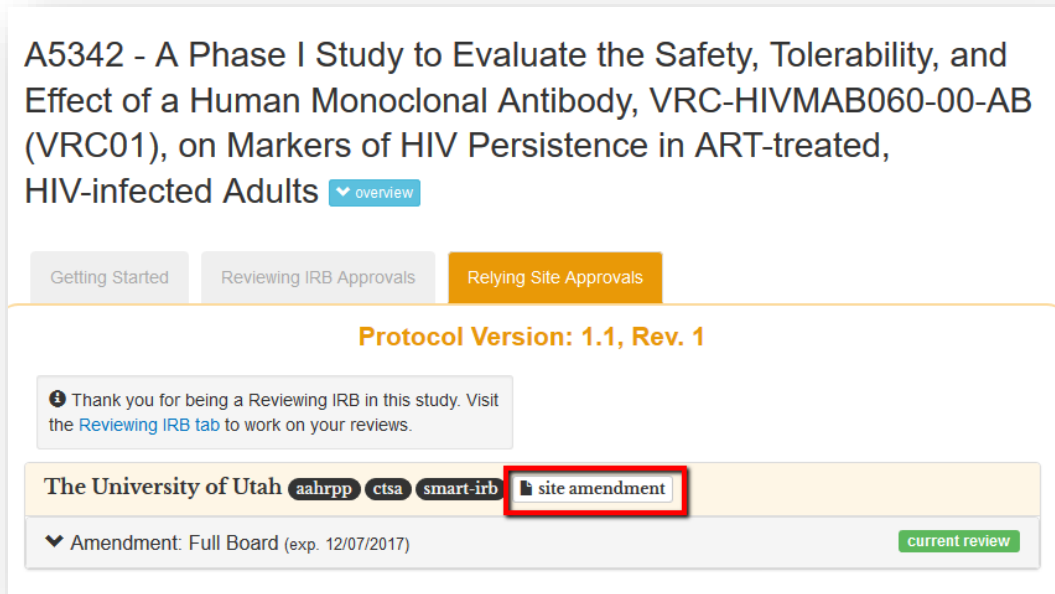 A5342 - A Phase I Study to Evaluate the Safety, Tolerability, and
Effect of a Human Monoclonal Antibody, VRC-HIVMAB060-00-AB
(VRC01), on Markers of HIV Persistence in ART-treated,
HIV-infected Adults overview
Getting Started Reviewing IRB Approvals Relying Site Approvals
Protocol Version: 1.1, Rev. 1
Thank you for being a Reviewing IRB in this study. Visit
the Reviewing IRB tab to work on your reviews.
The University of Utah aahrpp ctsa smart-irb site amendment
Amendment: Full Board (exp. 12/07/2017) current review